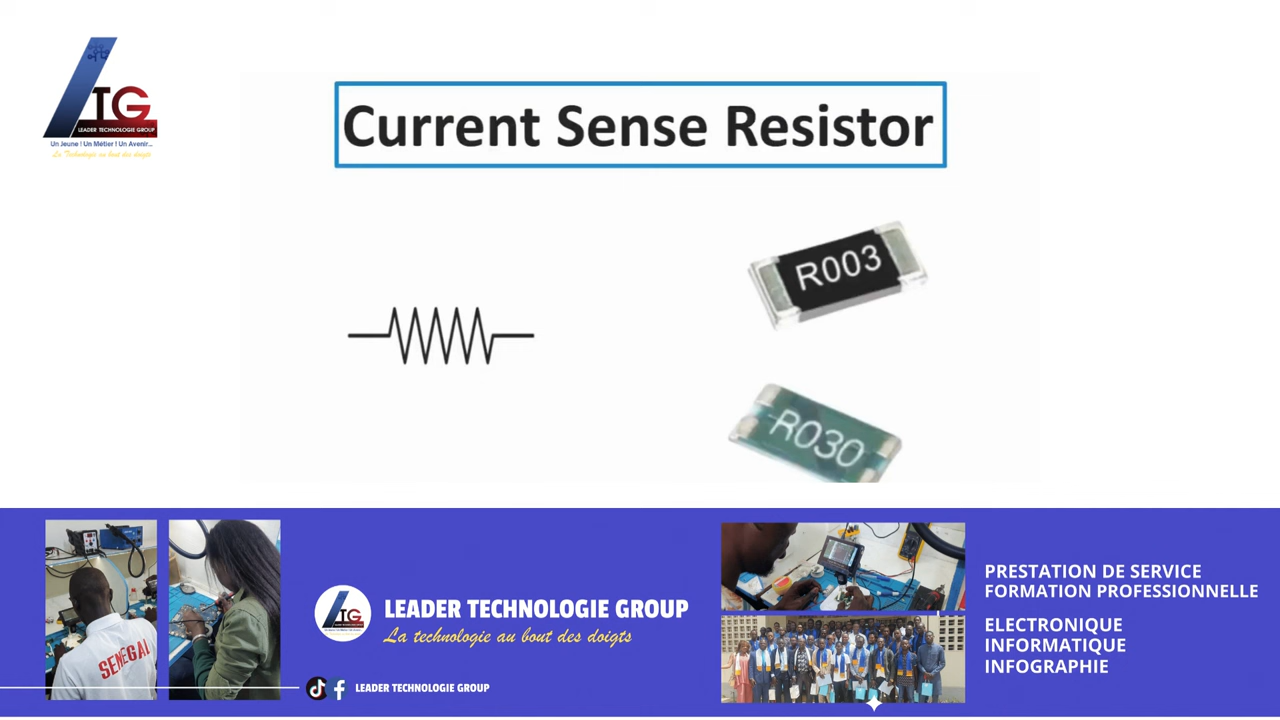 LTG
LEADER TECHNOLOGIE GROUP
Un Jeune ! Un Métier ! Un Avenir...
La Technologie au bout des doigts
Current Sense Resistor
R003
R030
SENEGAL
LTG
LEADER TECHNOLOGIE GROUP
La technologie au bout des doigts
LEADER TECHNOLOGIE GROUP
PRESTATION DE SERVICE
FORMATION PROFESSIONNELLE
ELECTRONIQUE
INFORMATIQUE
INFOGRAPHIE